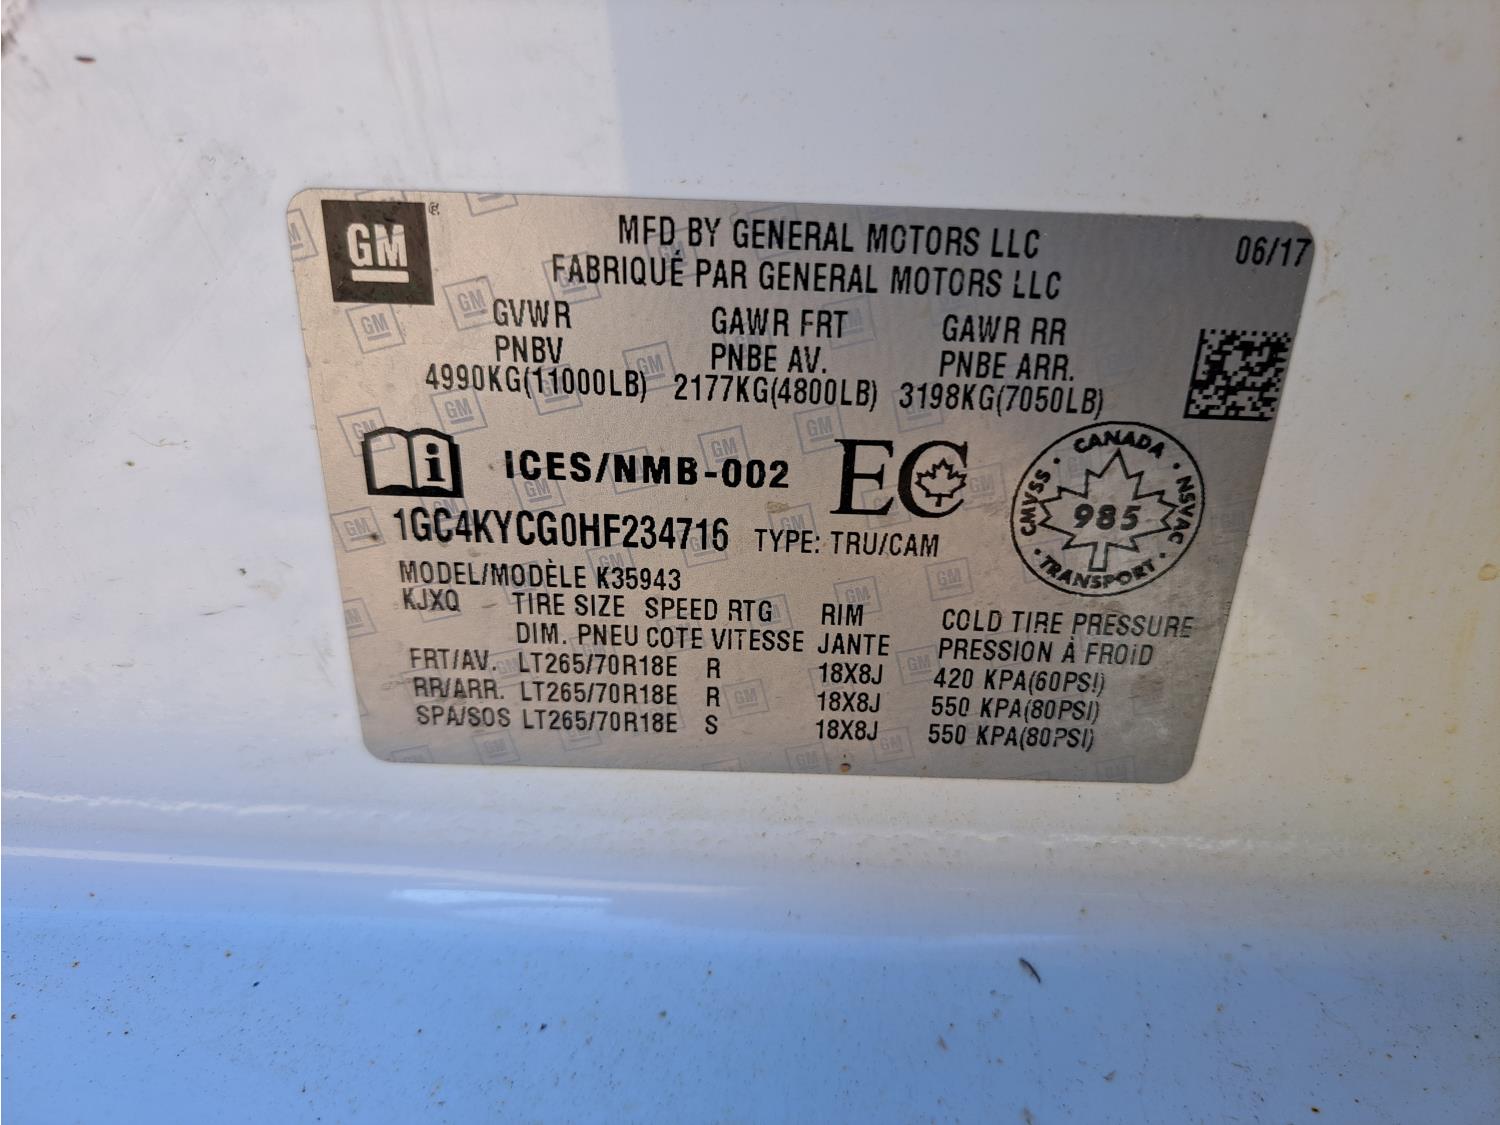 GM ®
MFD BY GENERAL MOTORS LLC 06/17
FABRIQUÉ PAR GENERAL MOTORS LLC
GVWR GAWR FRT GAWR RR
PNBV PNBE AV. PNBE ARR.
4990KG(11000LB) 2177KG(4800LB) 3198KG(7050LB)
i ICES/NMB-002 EC
CANADA
CMVSS · NSVAC
985
· TRANSPORT ·
1GC4KYCG0HF234716 TYPE: TRU/CAM
MODEL/MODÈLE K35943
KJXQ TIRE SIZE SPEED RTG RIM COLD TIRE PRESSURE
DIM. PNEU COTE VITESSE JANTE PRESSION À FROID
FRT/AV. LT265/70R18E R 18X8J 420 KPA(60PSI)
RR/ARR. LT265/70R18E R 18X8J 550 KPA(80PSI)
SPA/SOS LT265/70R18E S 18X8J 550 KPA(80PSI)